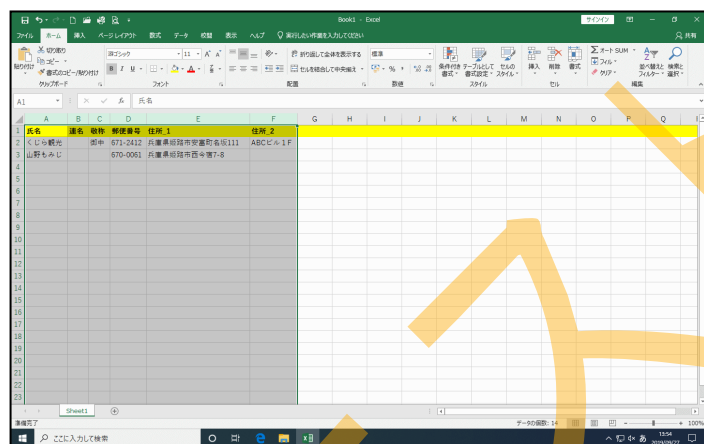 Book1 - Excel
サインイン
ファイル ホーム 挿入 ページレイアウト 数式 データ 校閲 表示 ヘルプ 実行したい作業を入力してください 共有
切り取り
コピー
書式のコピー/貼り付け
貼り付け
クリップボード
游ゴシック 11
B I U
フォント
折り返して全体を表示する
セルを結合して中央揃え
配置
標準
数値
条件付き書式 テーブルとして書式設定 セルのスタイル
スタイル
挿入 削除 書式
セル
オート SUM
フィル
クリア
並べ替えとフィルター 検索と選択
編集
A1 fx 氏名
A B C D E F G H I J K L M N O P Q
1 氏名 連名 敬称 郵便番号 住所_1 住所_2
2 くじら観光 御中 671-2412 兵庫県姫路市安富町名坂111 ABCビル1F
3 山野もみじ 670-0061 兵庫県姫路市西今宿7-8
4
5
6
7
8
9
10
11
12
13
14
15
16
17
18
19
20
21
22
23
Sheet1
準備完了 データの個数: 14 100%
ここに入力して検索 あ 13:54
2019/09/27